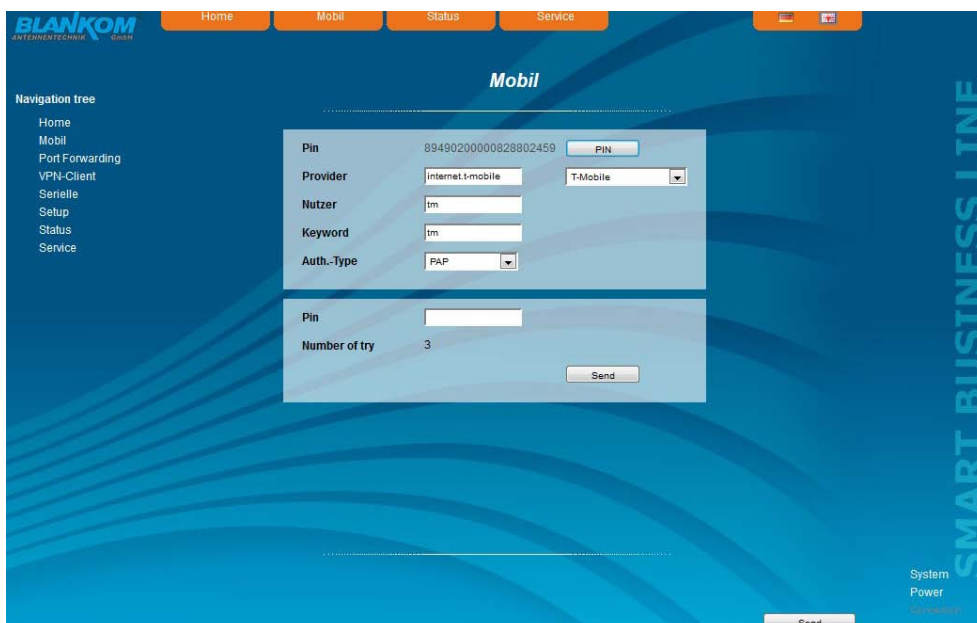 BLANKOM
ANTENNENTECHNIK GmbH
Home Mobil Status Service
Mobil
Navigation tree
Home
Mobil
Port Forwarding
VPN-Client
Serielle
Setup
Status
Service
Pin 89490200000828802459 PIN
Provider internet.t-mobile T-Mobile
Nutzer tm
Keyword tm
Auth.-Type PAP
Pin
Number of try 3
Send
SMART BUSINESS LINE
System
Power
Connection
Send